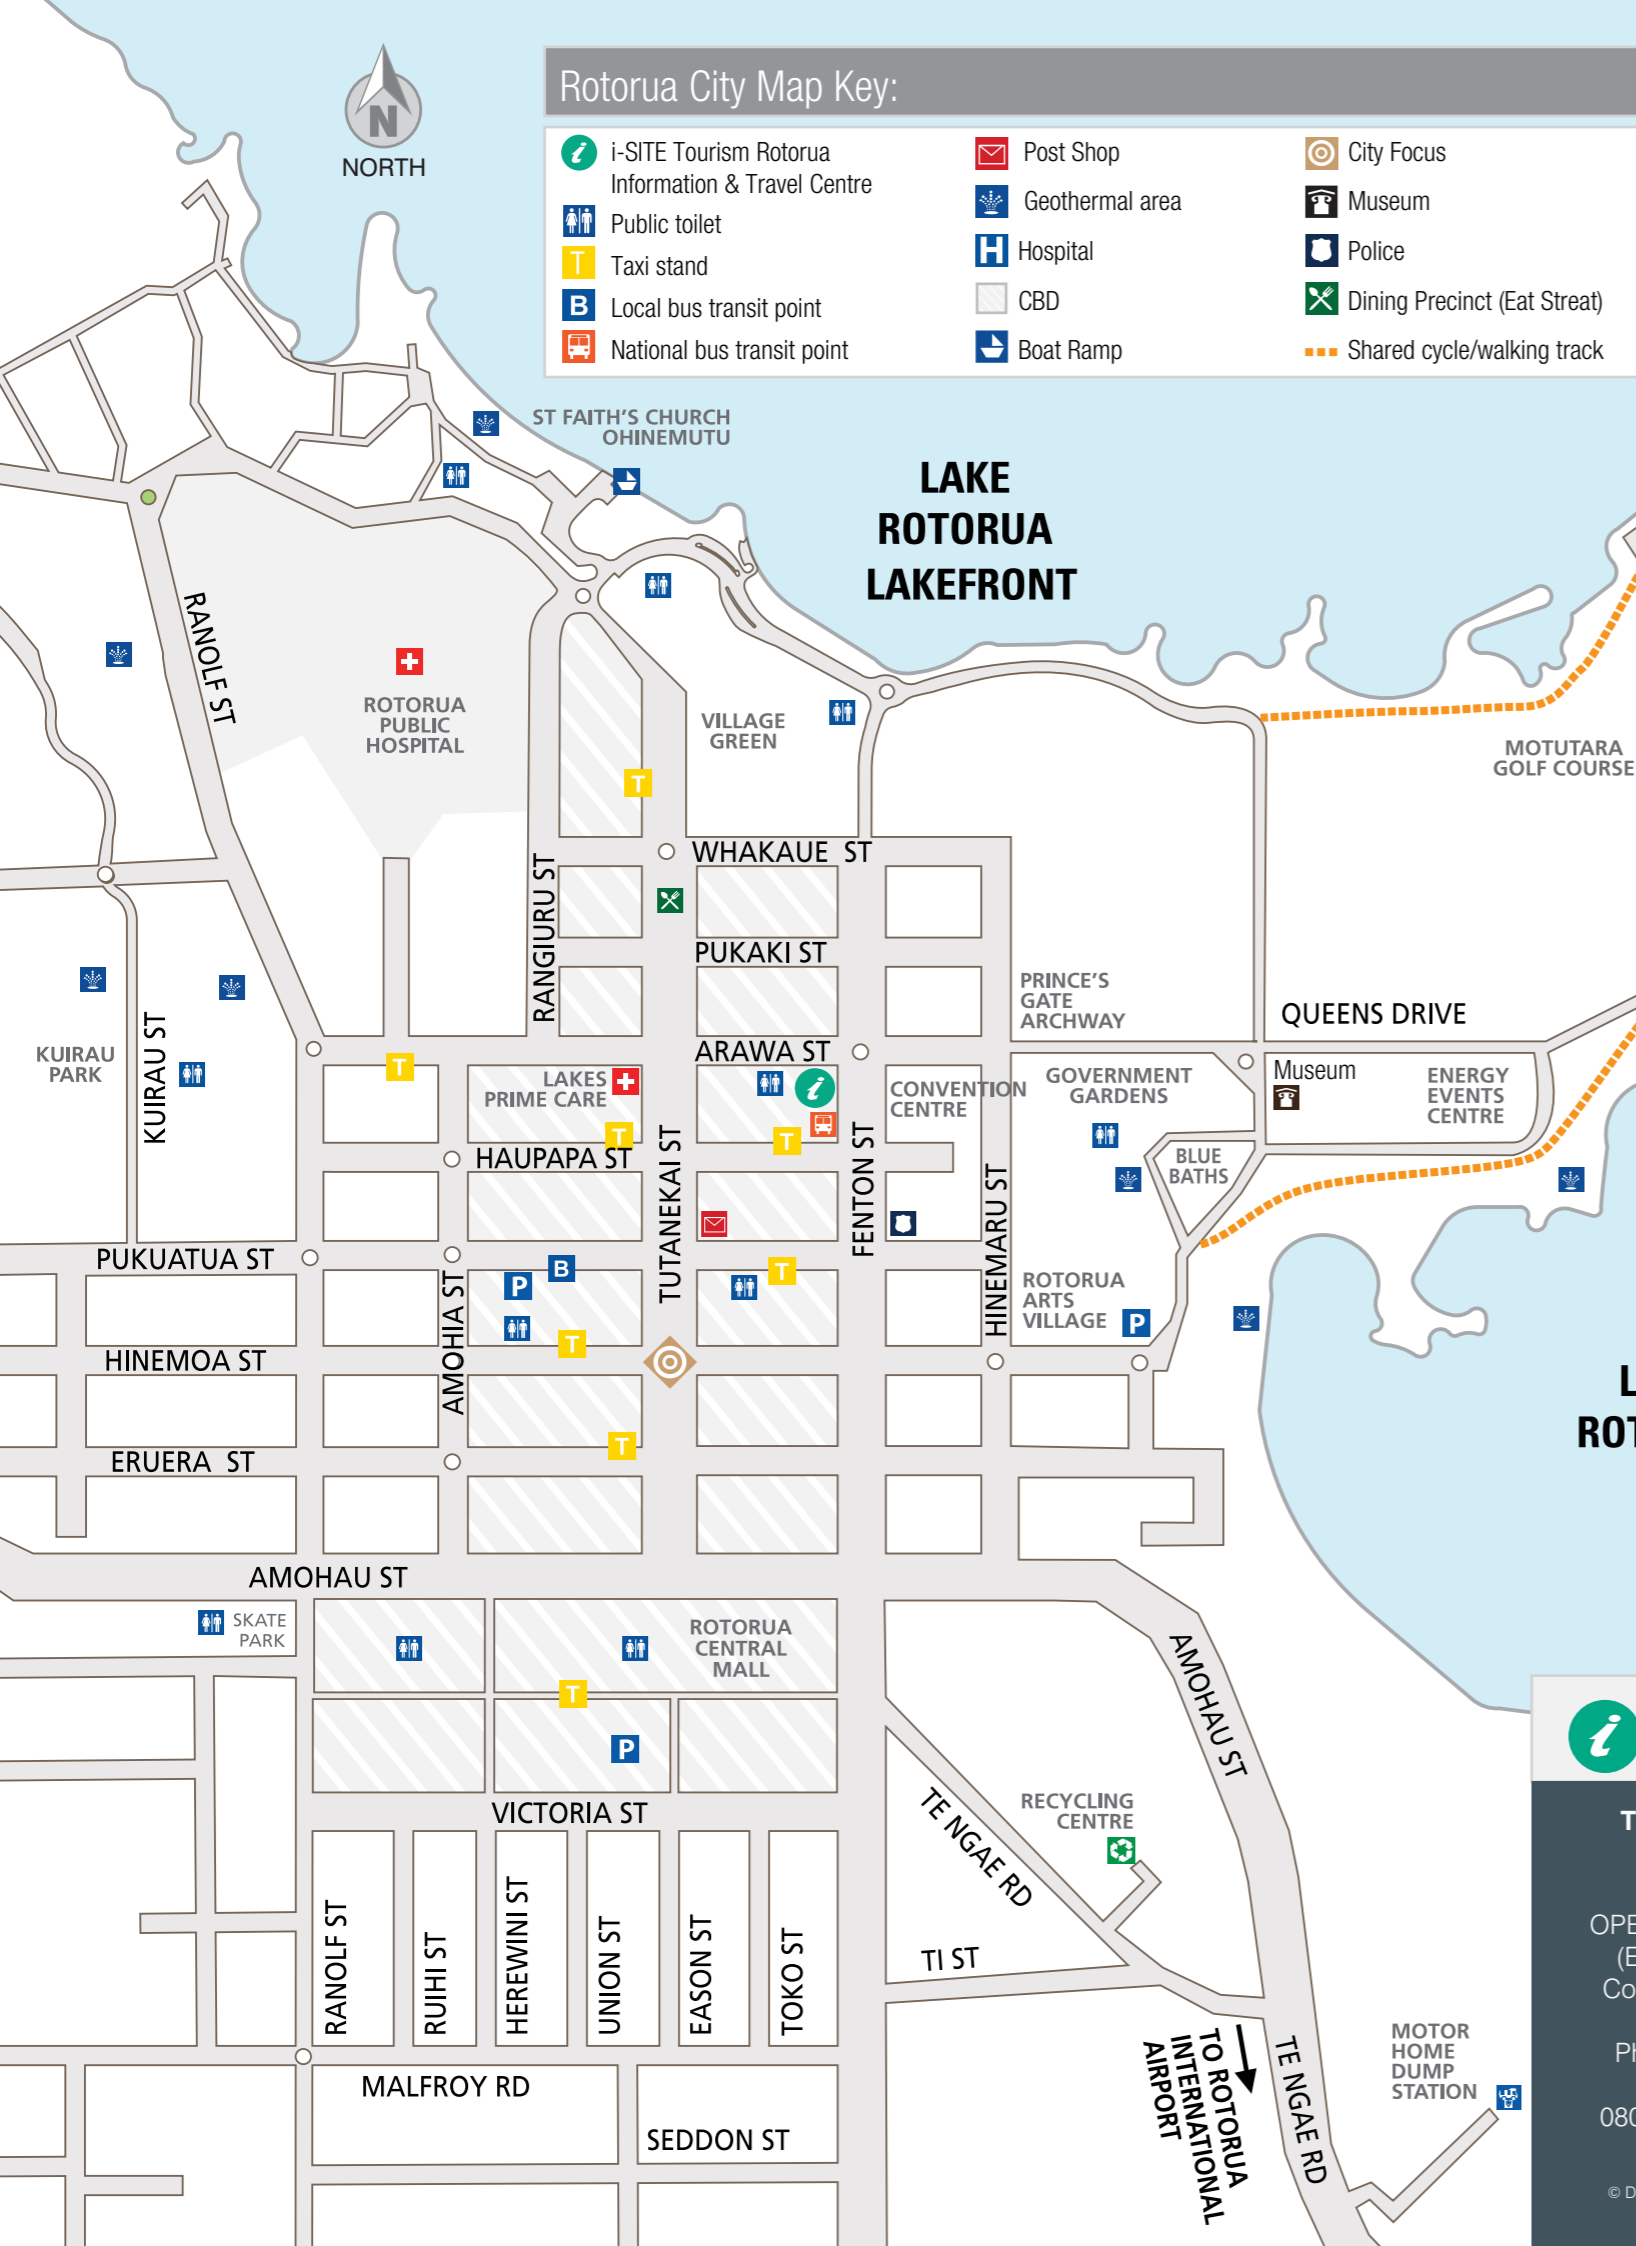 N
NORTH
Rotorua City Map Key:
i-SITE Tourism Rotorua
Information & Travel Centre
Public toilet
T
Taxi stand
B
Local bus transit point
National bus transit point
Post Shop
Geothermal area
H
Hospital
CBD
Boat Ramp
City Focus
Museum
Police
Dining Precinct (Eat Streat)
Shared cycle/walking track
ST FAITH'S CHURCH
OHINEMUTU
LAKE
ROTORUA
LAKEFRONT
RANOLF ST
ROTORUA
PUBLIC
HOSPITAL
VILLAGE
GREEN
T
MOTUTARA
GOLF COURSE
WHAKAUE ST
RANGIURU ST
PUKAKI ST
PRINCE'S
GATE
ARCHWAY
QUEENS DRIVE
KUIRAU
PARK
KUIRAU ST
T
ARAWA ST
LAKES
PRIME CARE
i
CONVENTION
CENTRE
GOVERNMENT
GARDENS
Museum
ENERGY
EVENTS
CENTRE
T
T
HAUPAPA ST
TUTANEKAI ST
FENTON ST
HINEMARU ST
BLUE
BATHS
PUKUATUA ST
AMOHIA ST
B
P
T
T
ROTORUA
ARTS
VILLAGE
P
HINEMOA ST
T
ERUERA ST
AMOHAU ST
SKATE
PARK
ROTORUA
CENTRAL
MALL
T
P
AMOHAU ST
VICTORIA ST
TE NGAE RD
RECYCLING
CENTRE
RANOLF ST
RUIHI ST
HEREWINI ST
UNION ST
EASON ST
TOKO ST
TI ST
MALFROY RD
SEDDON ST
TO ROTORUA
INTERNATIONAL
AIRPORT
TE NGAE RD
MOTOR
HOME
DUMP
STATION
i
©